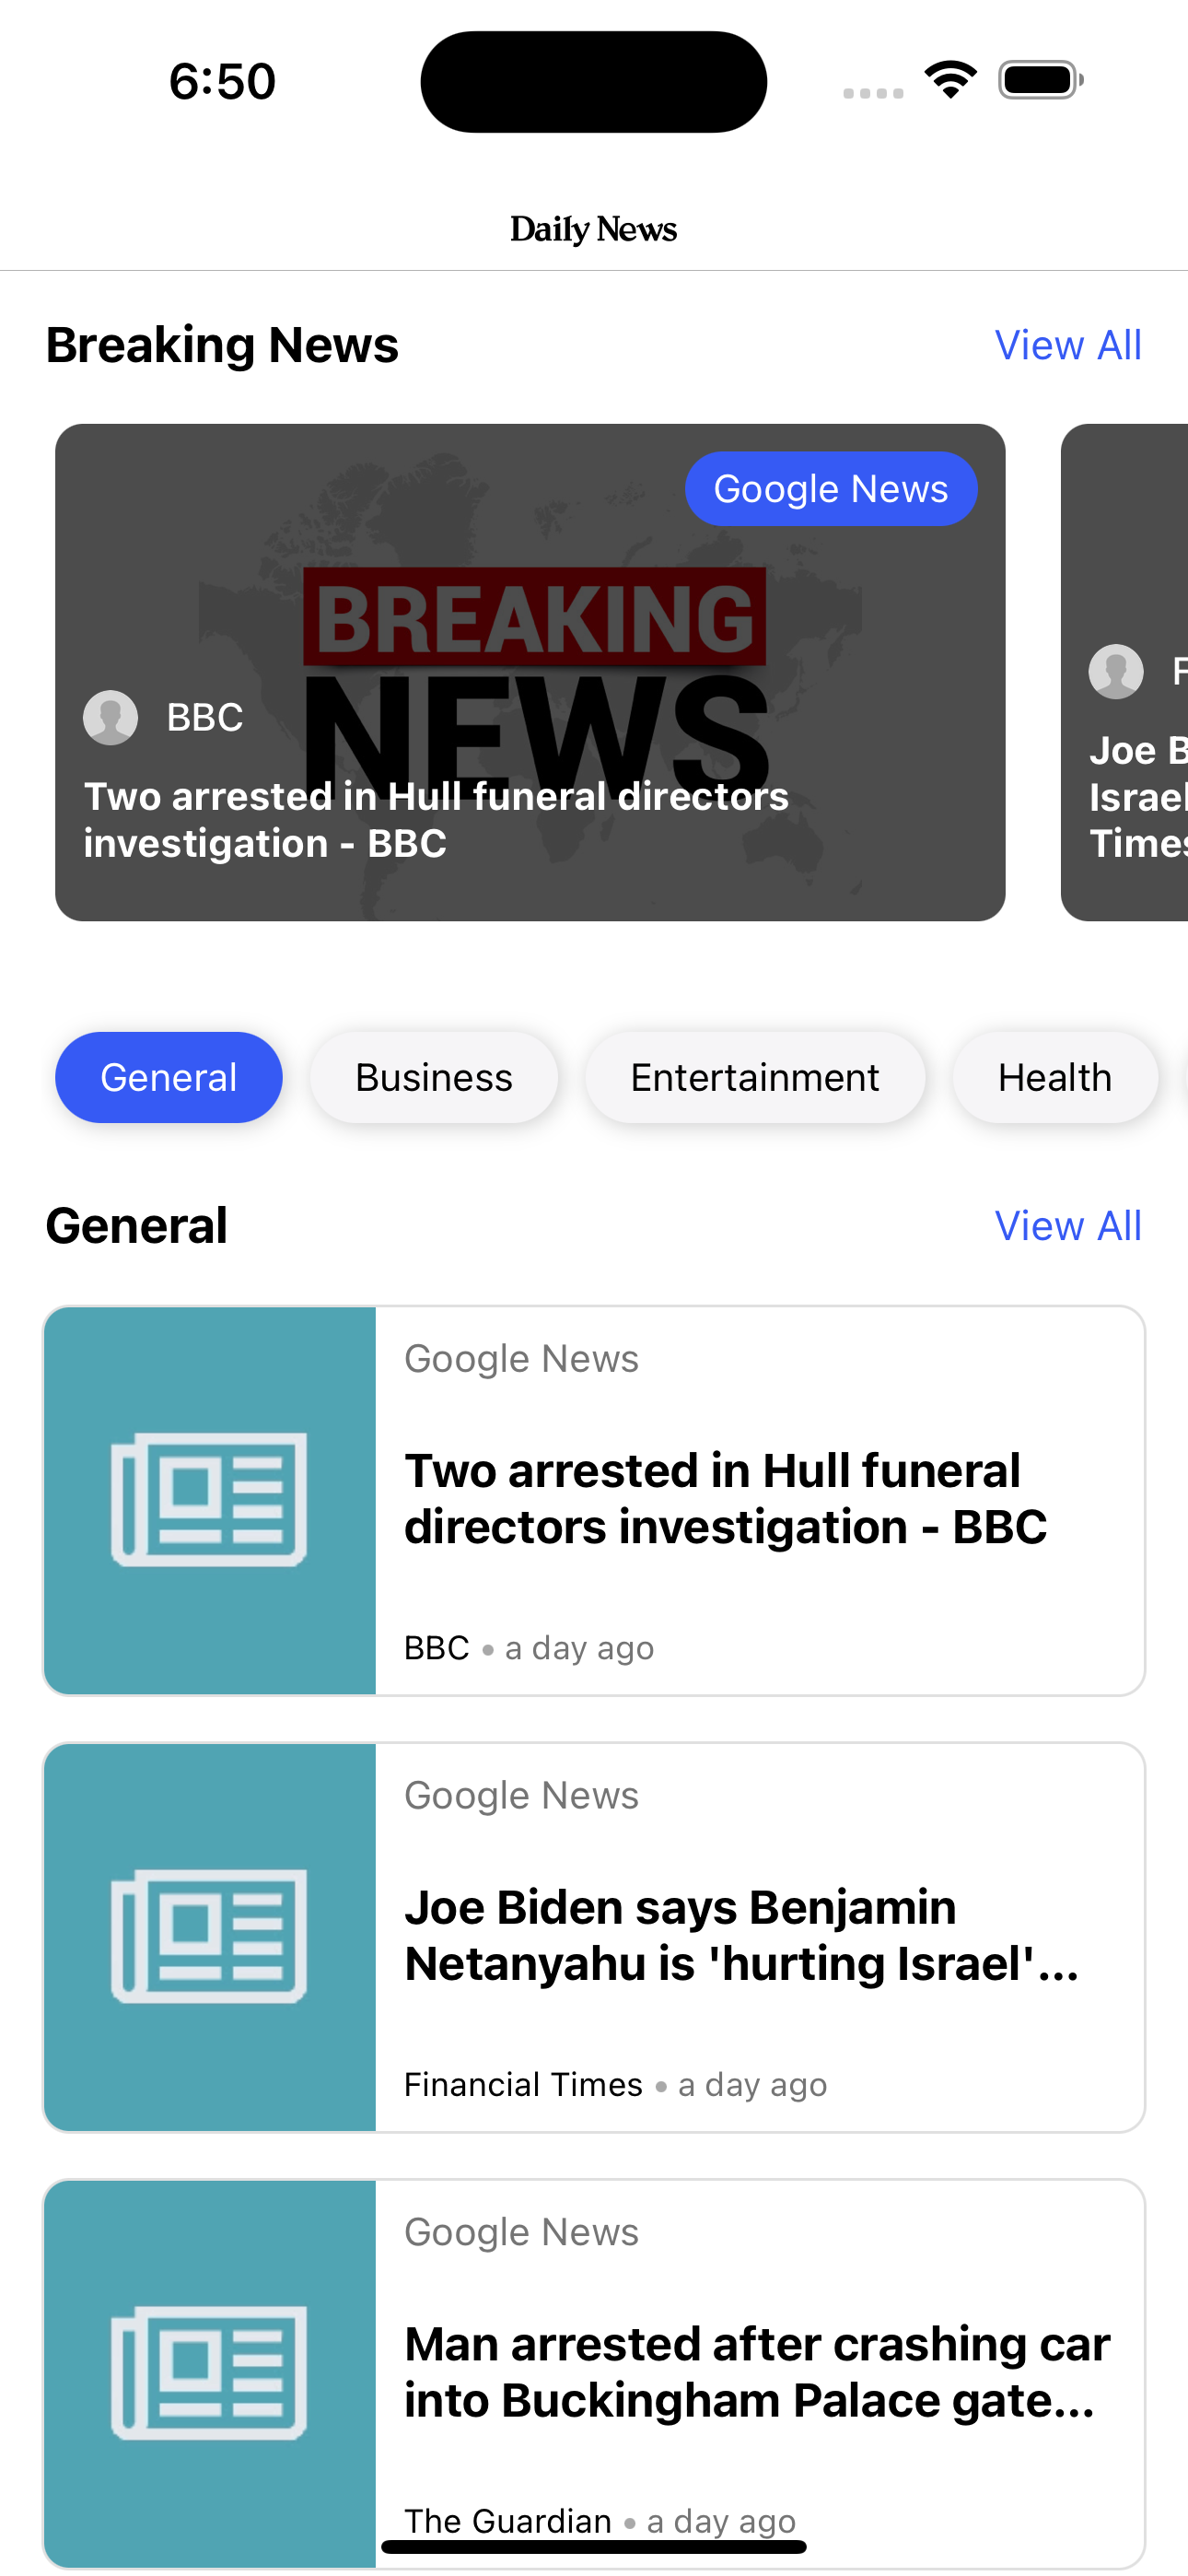 6:50
Daily News
Breaking News
View All
Google News
BREAKING
NEWS
BBC
Two arrested in Hull funeral directors
investigation - BBC
F
Joe B
Israel
Times
General
Business
Entertainment
Health
General
View All
Google News
Two arrested in Hull funeral
directors investigation - BBC
BBC • a day ago
Google News
Joe Biden says Benjamin
Netanyahu is 'hurting Israel'...
Financial Times • a day ago
Google News
Man arrested after crashing car
into Buckingham Palace gate...
The Guardian • a day ago